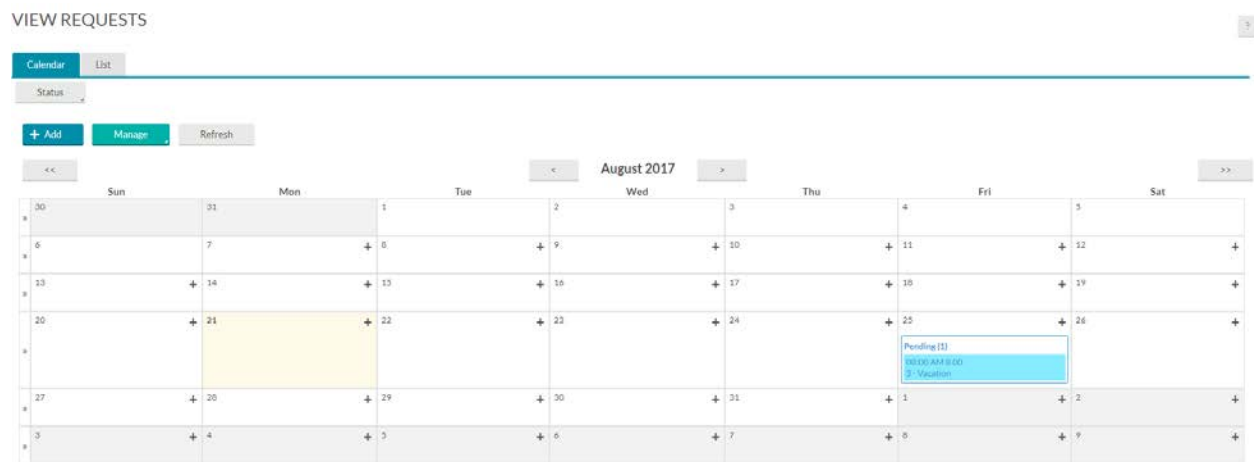 VIEW REQUESTS
?
Calendar List
Status
+ Add Manage Refresh
<< < August 2017 > >>
Sun Mon Tue Wed Thu Fri Sat
30 31 1 2 3 4 5
6 7 + 8 + 9 + 10 + 11 + 12 +
13 + 14 + 15 + 16 + 17 + 18 + 19 +
20 + 21 + 22 + 23 + 24 + 25 + 26 +
Pending (1)
08:00 AM 8.00
3 - Vacation
27 + 28 + 29 + 30 + 31 + 1 + 2 +
3 + 4 + 5 + 6 + 7 + 8 + 9 +